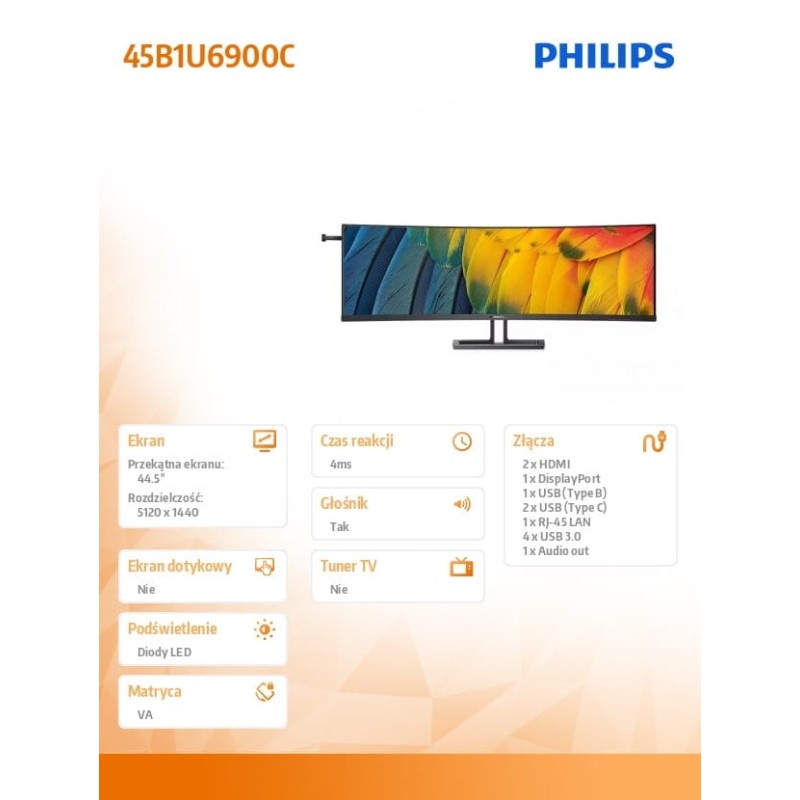 45B1U6900C
PHILIPS
Ekran
Przekątna ekranu:
44.5"
Rozdzielczość:
5120 x 1440
Ekran dotykowy
Nie
Podświetlenie
Diody LED
Matryca
VA
Czas reakcji
4ms
Głośnik
Tak
Tuner TV
Nie
Złącza
2 x HDMI
1 x DisplayPort
1 x USB (Type B)
2 x USB (Type C)
1 x RJ-45 LAN
4 x USB 3.0
1 x Audio out